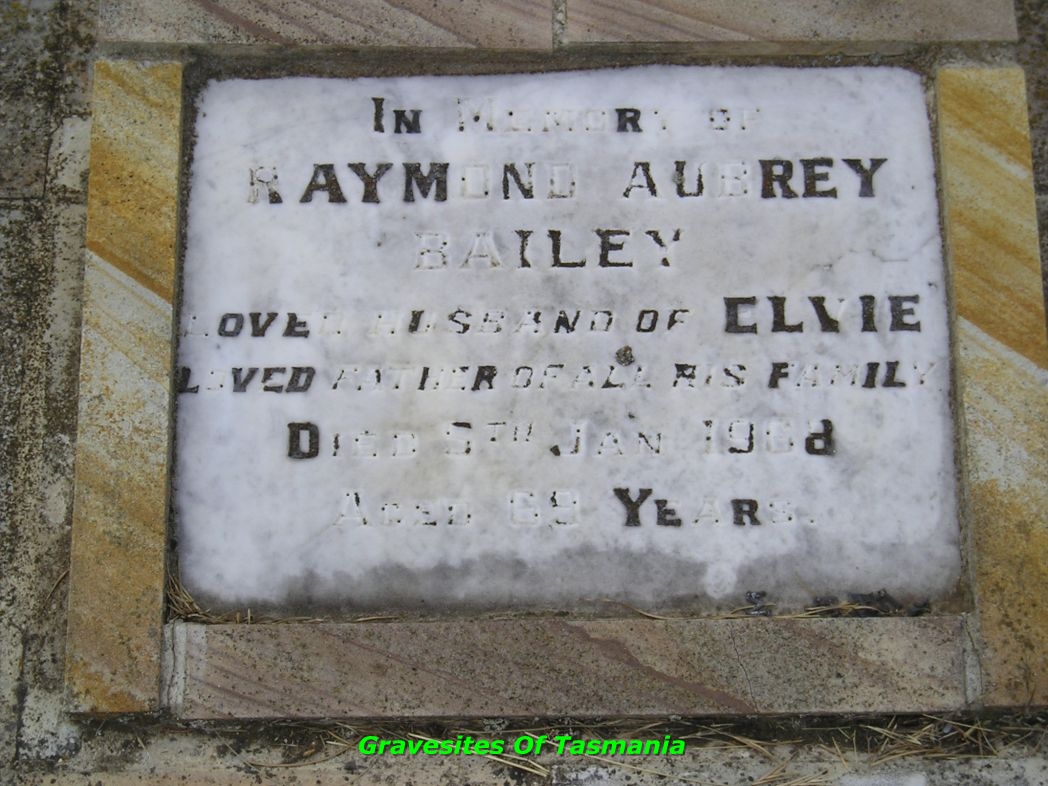 In Memory of
RAYMOND AUBREY
BAILEY
LOVED HUSBAND OF ELVIE
LOVED FATHER OF ALL HIS FAMILY
Died 5th Jan 1968
Aged 69 Years.
Gravesites Of Tasmania